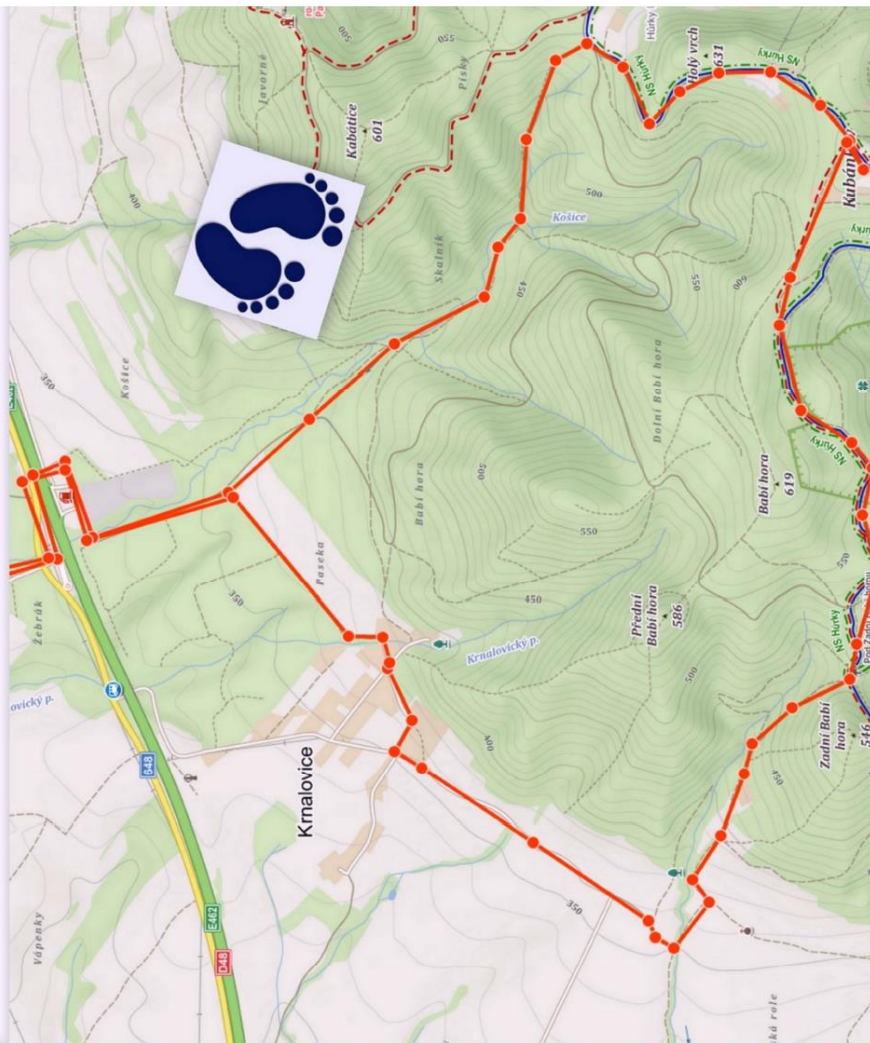 550
500
Javorné
Písky
NS Hůrky
Holý vrch
631
NS Hůrky
Kabátice
601
400
500
Košice
Skalník
450
550
600
350
Košice
Dolní Babí hora
NS Hůrky
Babí hora
500
Babí hora
619
550
350
Paseka
350
450
Přední
Babí hora
586
NS Hůrky
Žebrák
Krnalovický p.
500
ovický p.
648
Krnalovice
400
450
Zadní Babí
hora
546
350
Vápenky
E462
D48